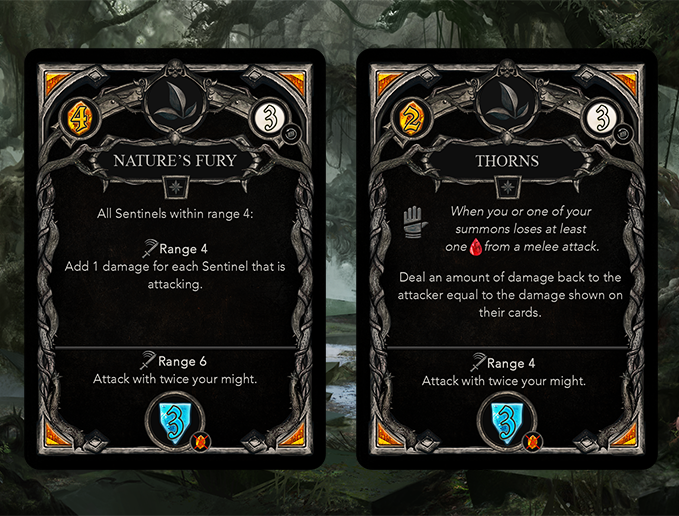 4
3
NATURE'S FURY
All Sentinels within range 4:
Range 4
Add 1 damage for each Sentinel that is
attacking.
Range 6
Attack with twice your might.
3
2
3
THORNS
When you or one of your
summons loses at least
one from a melee attack.
Deal an amount of damage back to the
attacker equal to the damage shown on
their cards.
Range 4
Attack with twice your might.
3